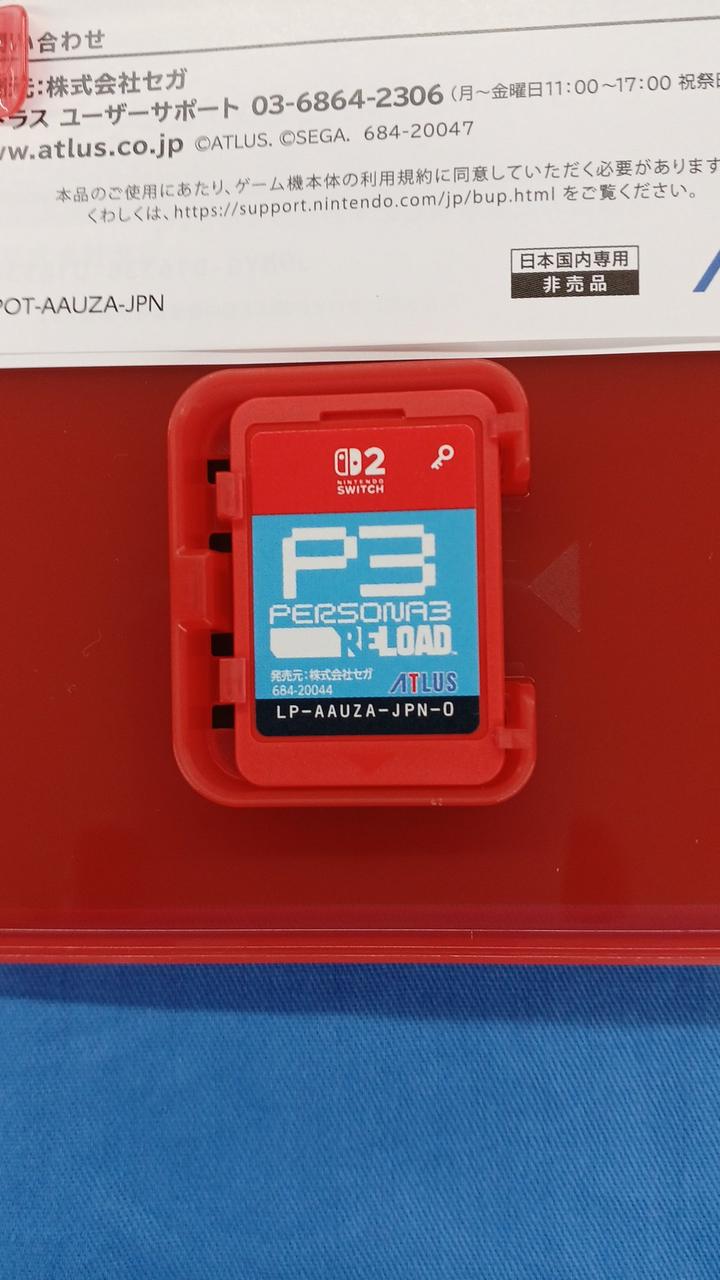 い合わせ
元:株式会社セガ
ラス ユーザーサポート 03-6864-2306 (月~金曜日11:00~17:00 祝祭日
w.atlus.co.jp ©ATLUS. ©SEGA. 684-20047
本品のご使用にあたり、ゲーム機本体の利用規約に同意していただく必要があります
くわしくは、https://support.nintendo.com/jp/bup.html をご覧ください。
日本国内専用
非売品
POT-AAUZA-JPN
2
NINTENDO
SWITCH
P3
PERSONA3
RELOAD™
発売元:株式会社セガ
684-20044
ATLUS
LP-AAUZA-JPN-0